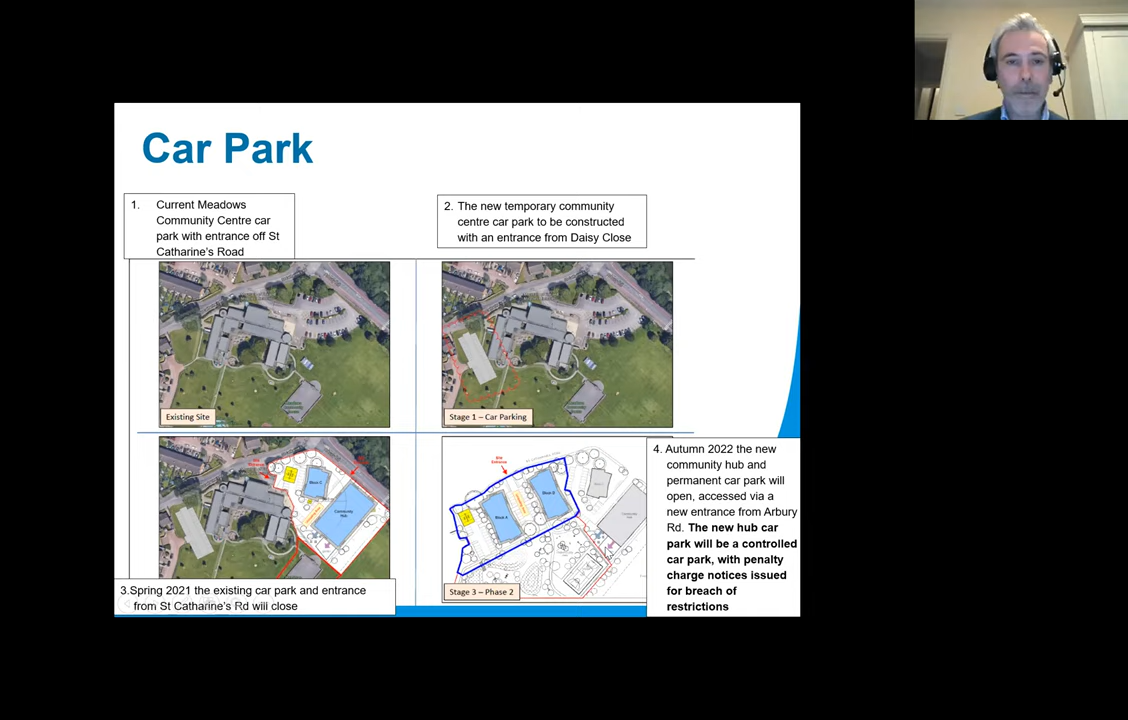 Car Park
1. Current Meadows
Community Centre car
park with entrance off St
Catharine's Road
2. The new temporary community
centre car park to be constructed
with an entrance from Daisy Close
Existing Site
Stage 1 – Car Parking
Block C
Community
Hub
3.Spring 2021 the existing car park and entrance
from St Catharine's Rd will close
Site
Entrance
Block A
Block B
Stage 3 – Phase 2
4. Autumn 2022 the new
community hub and
permanent car park will
open, accessed via a
new entrance from Arbury
Rd. The new hub car
park will be a controlled
car park, with penalty
charge notices issued
for breach of
restrictions